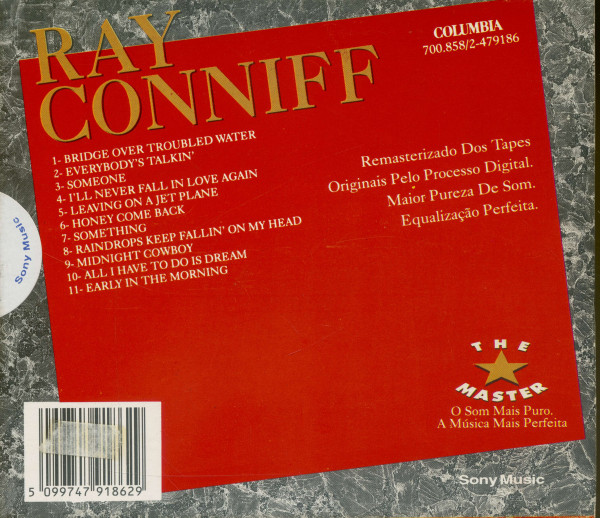 RAY
CONNIFF
COLUMBIA
700.858/2-479186
1- BRIDGE OVER TROUBLED WATER
2- EVERYBODY'S TALKIN'
3- SOMEONE
4- I'LL NEVER FALL IN LOVE AGAIN
5- LEAVING ON A JET PLANE
6- HONEY COME BACK
7- SOMETHING
8- RAINDROPS KEEP FALLIN' ON MY HEAD
9- MIDNIGHT COWBOY
10- ALL I HAVE TO DO IS DREAM
11- EARLY IN THE MORNING
Remasterizado Dos Tapes
Originais Pelo Processo Digital.
Maior Pureza De Som.
Equalização Perfeita.
Sony Music
THE
MASTER
O Som Mais Puro.
A Música Mais Perfeita
5 099747 918629
Sony Music